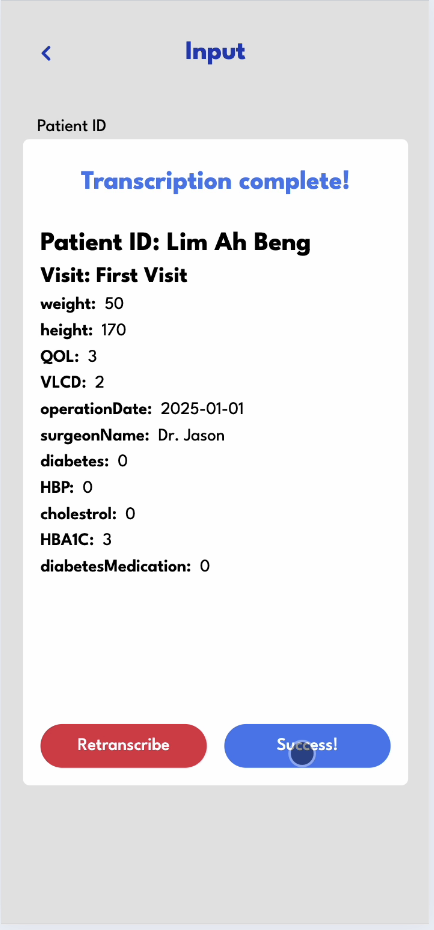 Input
Patient ID
Transcription complete!
Patient ID: Lim Ah Beng
Visit: First Visit
weight: 50
height: 170
QOL: 3
VLCD: 2
operationDate: 2025-01-01
surgeonName: Dr. Jason
diabetes: 0
HBP: 0
cholestrol: 0
HBA1C: 3
diabetesMedication: 0
Retranscribe
Success!